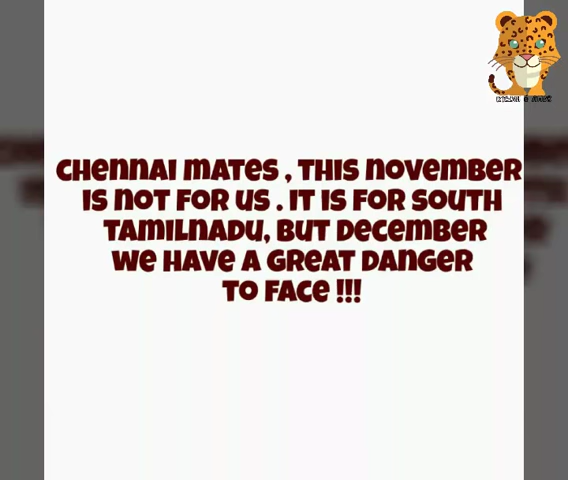 CHENNAI MATES , THIS NOVEMBER
IS NOT FOR US . IT IS FOR SOUTH
TAMILNADU, BUT DECEMBER
WE HAVE A GREAT DANGER
TO FACE !!!